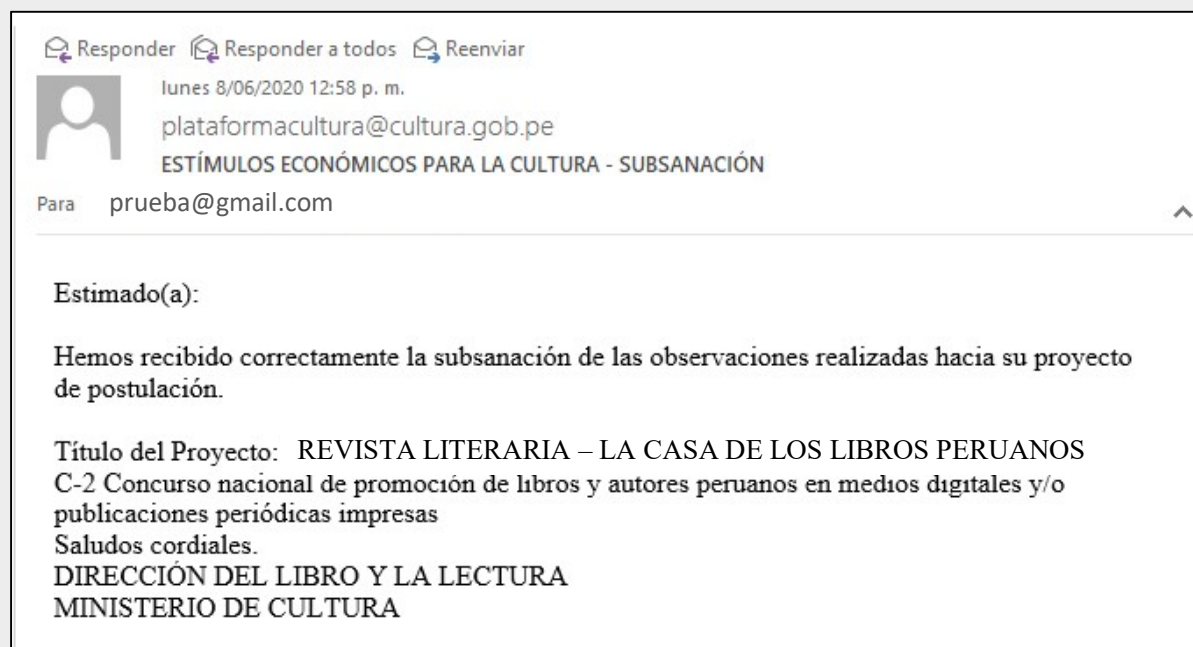 Responder Responder a todos Reenviar
lunes 8/06/2020 12:58 p. m.
plataformacultura@cultura.gob.pe
ESTÍMULOS ECONÓMICOS PARA LA CULTURA - SUBSANACIÓN
Para prueba@gmail.com
Estimado(a):
Hemos recibido correctamente la subsanación de las observaciones realizadas hacia su proyecto
de postulación.
Título del Proyecto: REVISTA LITERARIA – LA CASA DE LOS LIBROS PERUANOS
C-2 Concurso nacional de promoción de libros y autores peruanos en medios digitales y/o
publicaciones periódicas impresas
Saludos cordiales.
DIRECCIÓN DEL LIBRO Y LA LECTURA
MINISTERIO DE CULTURA